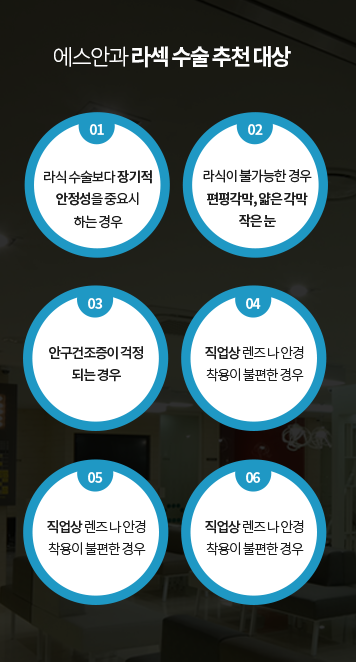 에스안과 라섹 수술 추천 대상
01
라식 수술보다 장기적
안정성을 중요시
하는 경우
02
라식이 불가능한 경우
편평각막, 얇은 각막
작은 눈
03
안구건조증이 걱정
되는 경우
04
직업상 렌즈 나 안경
착용이 불편한 경우
05
직업상 렌즈 나 안경
착용이 불편한 경우
06
직업상 렌즈 나 안경
착용이 불편한 경우